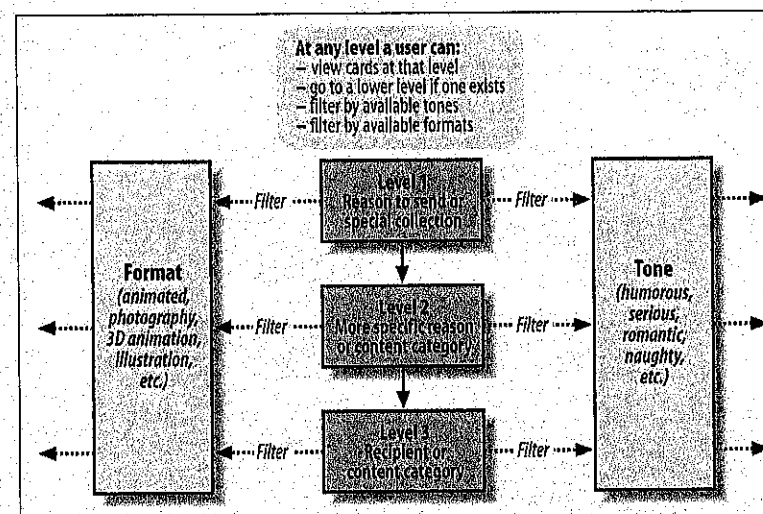 At any level a user can:
– view cards at that level
– go to a lower level if one exists
– filter by available tones
– filter by available formats
Level 1
Reason to send or
special collection
Filter
Filter
Format
(animated,
photography,
3D animation,
illustration,
etc.)
Level 2
More specific reason
or content category
Filter
Filter
Tone
(humorous,
serious,
romantic,
naughty,
etc.)
Level 3
Recipient or
content category
Filter
Filter